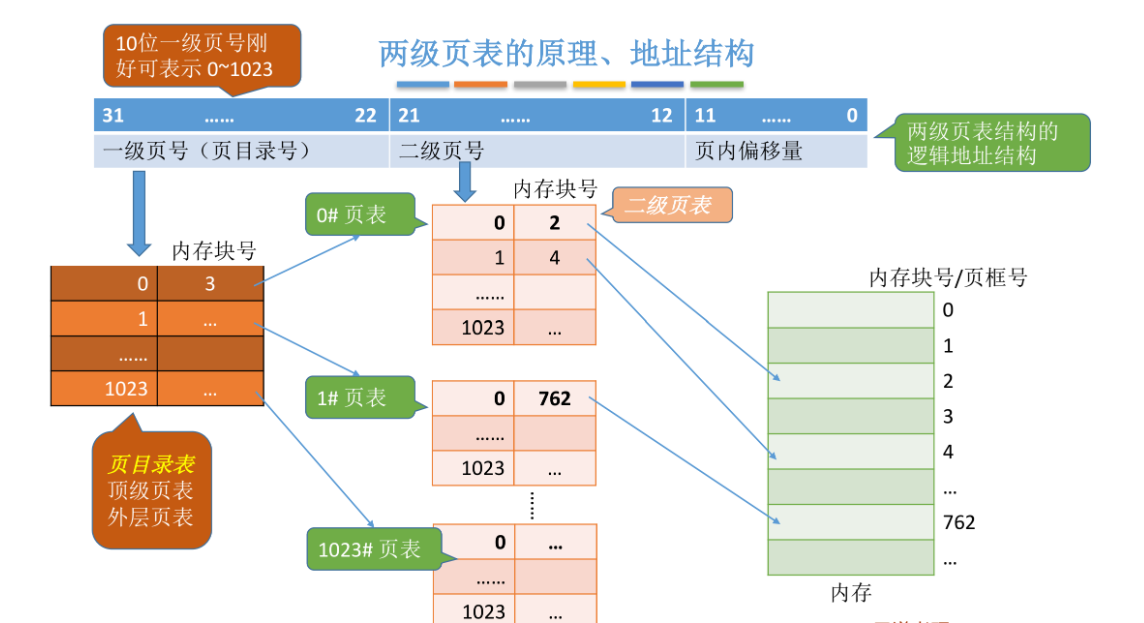 10位一级页号刚
好可表示 0~1023
两级页表的原理、地址结构
31 …… 22 21 …… 12 11 …… 0
一级页号（页目录号） 二级页号 页内偏移量
两级页表结构的
逻辑地址结构
内存块号
0 3
1 ...
……
1023 ...
页目录表
顶级页表
外层页表
0# 页表
内存块号
二级页表
0 2
1 4
……
1023 ...
1# 页表
0 762
……
1023 ...
……
1023# 页表
0 ...
……
1023 ...
内存块号/页框号
0
1
2
3
4
...
762
...
内存